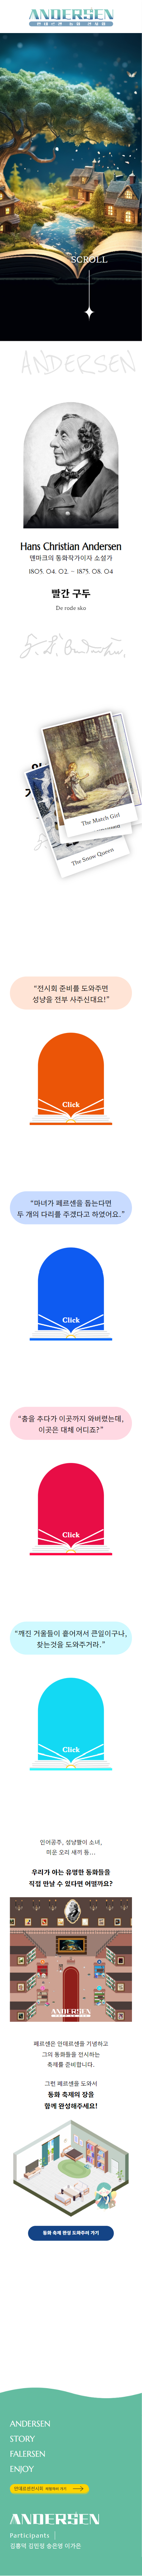 ANDERSEN
SCROLL
ANDERSEN
Hans Christian Andersen
덴마크의 동화작가이자 소설가
1805. 04. 02. ~ 1875. 08. 04
빨간 구두
De røde sko
The Match Girl
The Snow Queen
“전시회 준비를 도와주면
성냥을 전부 사주신대요!”
Click
“마녀가 페르센을 돕는다면
두 개의 다리를 주겠다고 하였어요.”
Click
“춤을 추다가 이곳까지 와버렸는데,
이곳은 대체 어디죠?”
Click
“깨진 거울들이 흩어져서 큰일이구나,
찾는것을 도와주거라.”
Click
인어공주, 성냥팔이 소녀,
미운 오리 새끼 등...
우리가 아는 유명한 동화들을
직접 만날 수 있다면 어떨까요?
ANDERSEN
페르센은 안데르센을 기념하고
그의 동화들을 전시하는
축제를 준비합니다.
그런 페르센을 도와서
동화 축제의 장을
함께 완성해주세요!
동화 축제 완성 도와주러 가기
ANDERSEN
STORY
FALERSEN
ENJOY
안데르센전시회 체험하러 가기
ANDERSEN
Participants
김홍덕 김민정 송은영 이가은